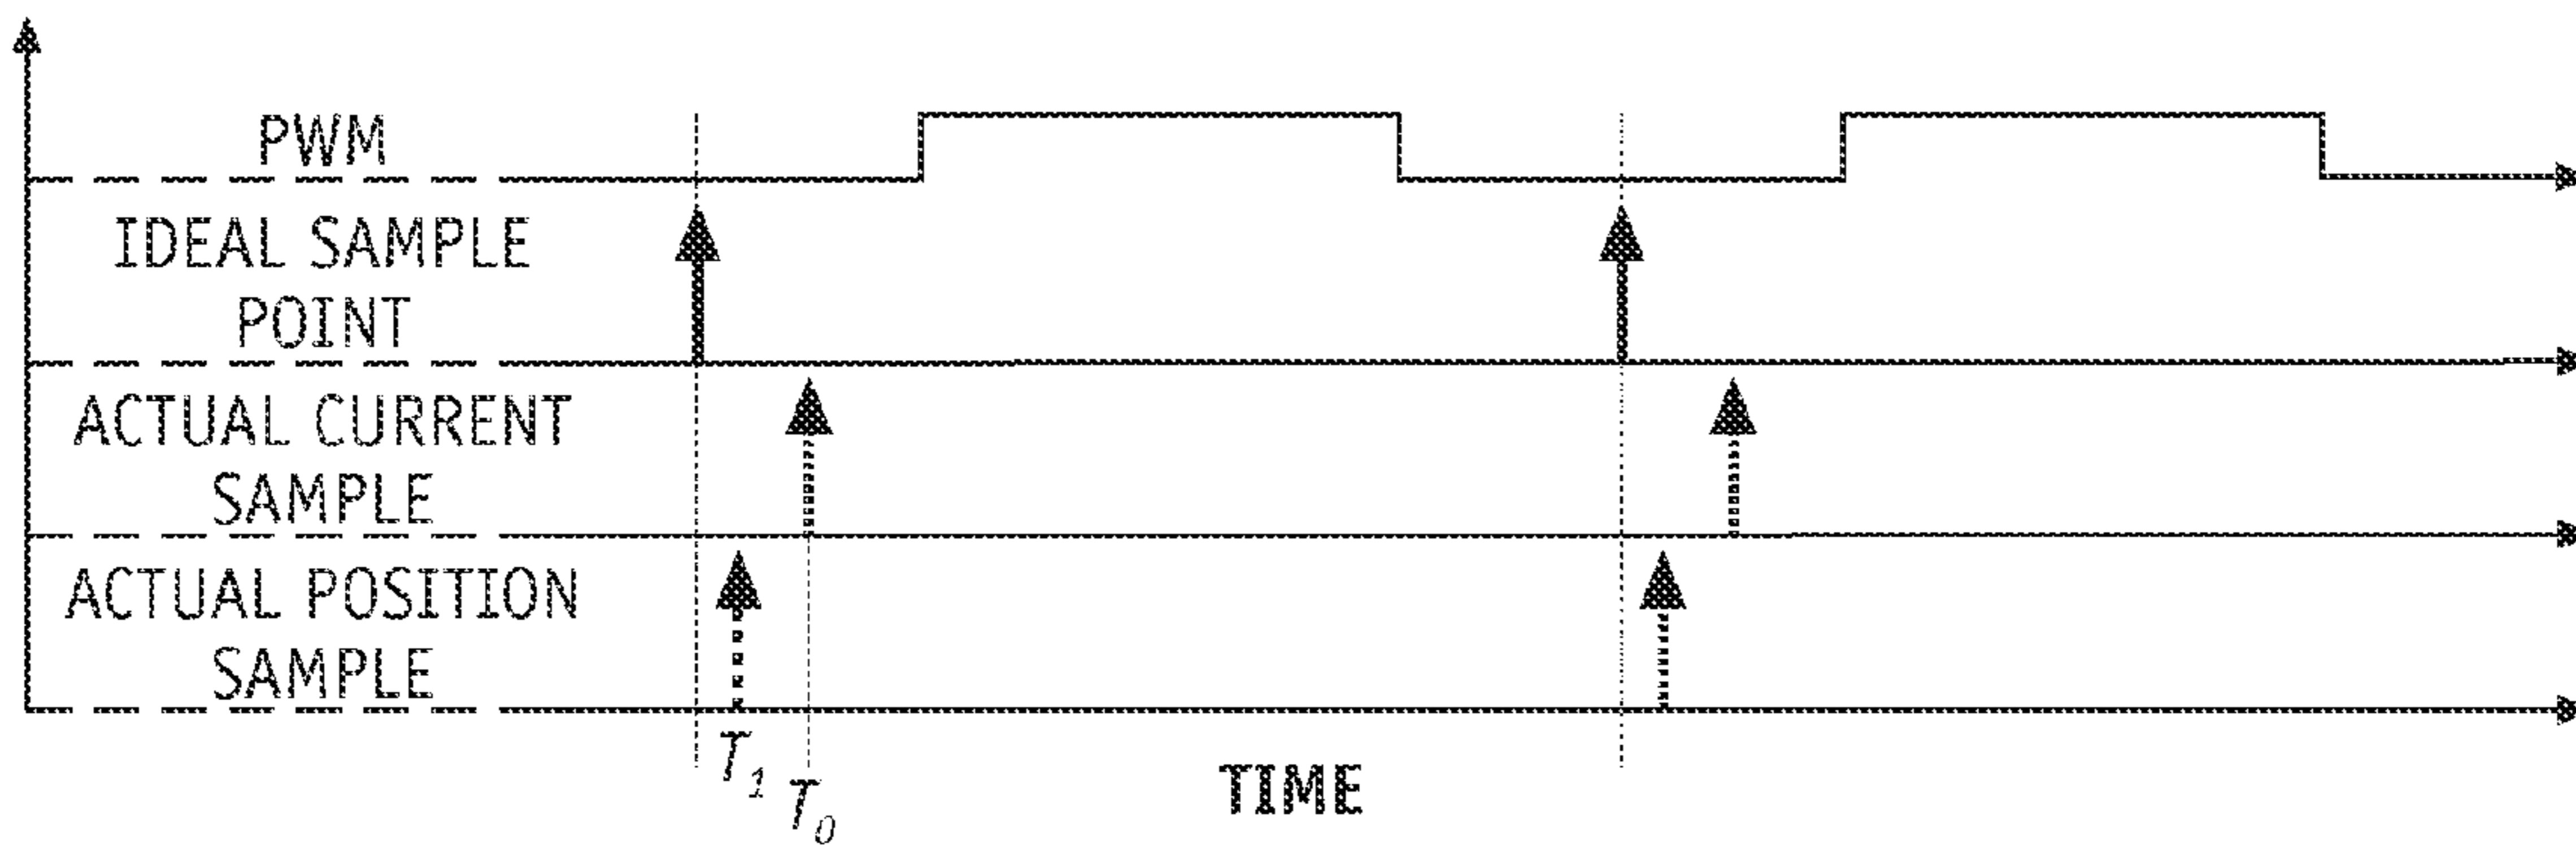 PWM
IDEAL SAMPLE
POINT
ACTUAL CURRENT
SAMPLE
ACTUAL POSITION
SAMPLE
T1
T0
TIME